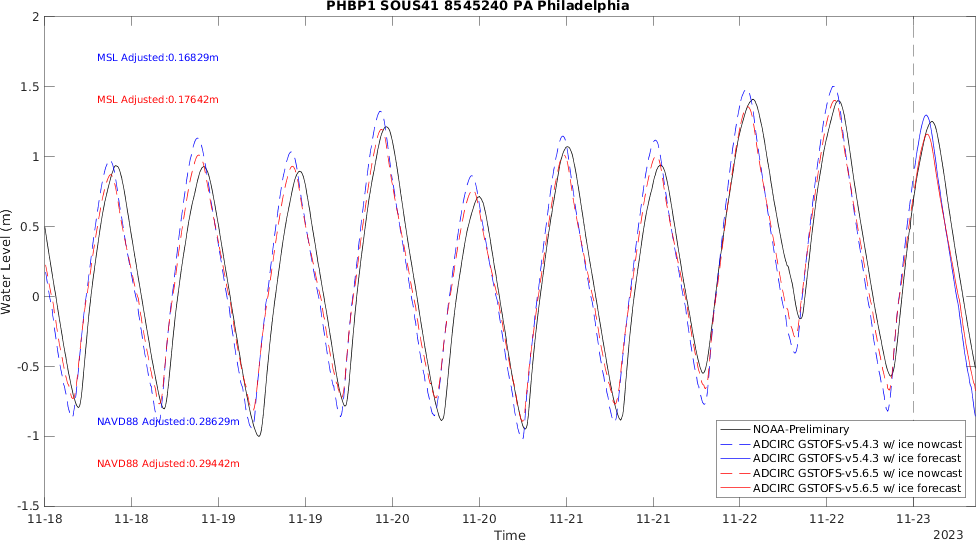 PHBP1 SOUS41 8545240 PA Philadelphia
2
1.5
1
0.5
0
-0.5
-1
-1.5
Water Level (m)
MSL Adjusted:0.16829m
MSL Adjusted:0.17642m
NAVD88 Adjusted:0.28629m
NAVD88 Adjusted:0.29442m
NOAA-Preliminary
ADCIRC GSTOFS-v5.4.3 w/ ice nowcast
ADCIRC GSTOFS-v5.4.3 w/ ice forecast
ADCIRC GSTOFS-v5.6.5 w/ ice nowcast
ADCIRC GSTOFS-v5.6.5 w/ ice forecast
11-18 11-18 11-19 11-19 11-20 11-20 11-21 11-21 11-22 11-22 11-23
Time
2023